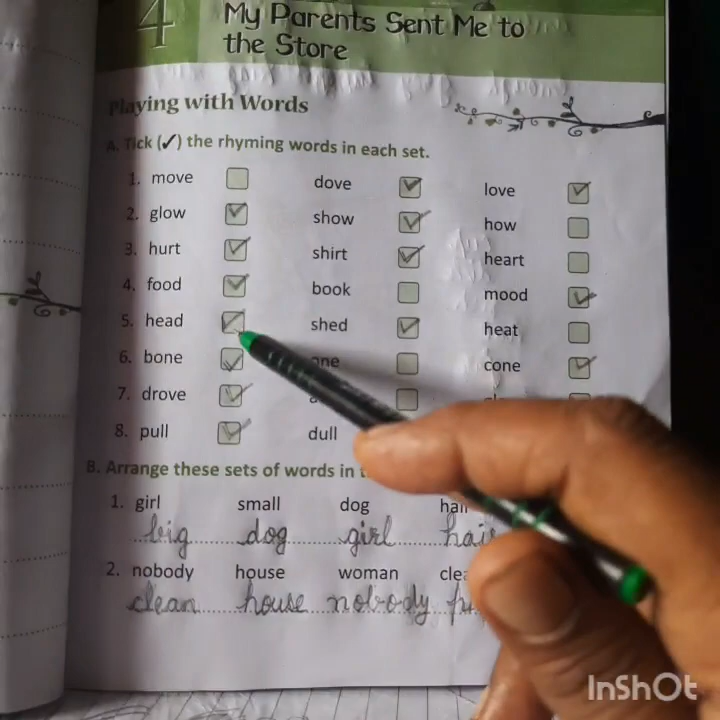 4 My Parents Sent Me to
the Store
Playing with Words
A. Tick (✓) the rhyming words in each set.
1. move dove ✓ love ✓
2. glow ✓ show ✓ how
3. hurt ✓ shirt ✓ heart
4. food ✓ book mood ✓
5. head ✓ shed ✓ heat
6. bone ✓ cone ✓
7. drove ✓
8. pull ✓ dull
B. Arrange these sets of words in
1. girl small dog hair
big dog girl hair
2. nobody house woman
clean house nobody
InShOt